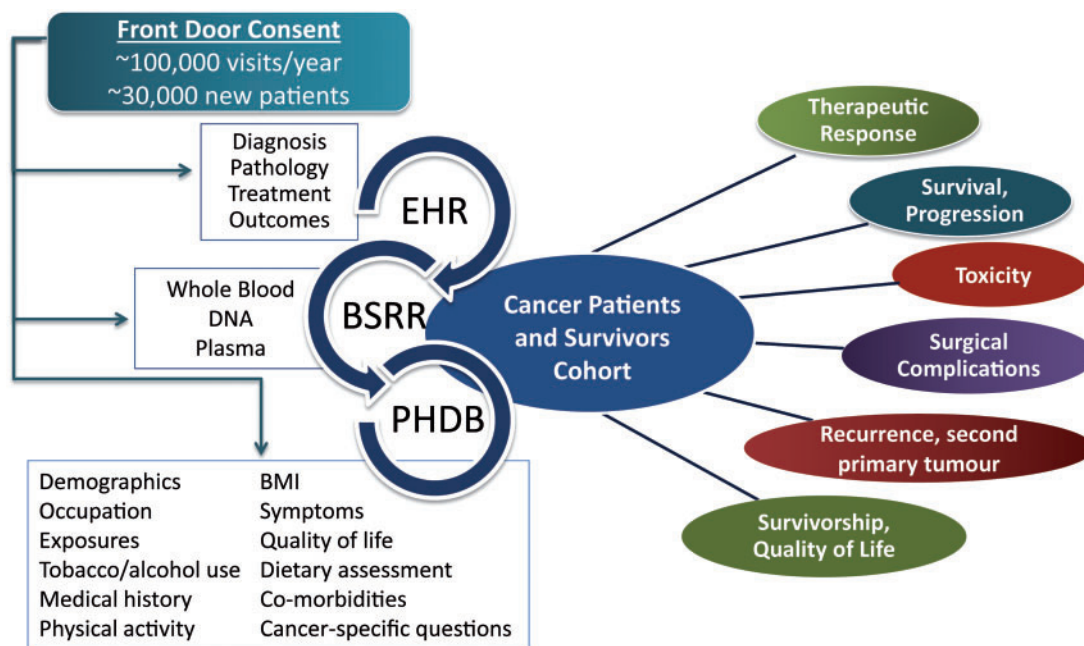 Front Door Consent
~100,000 visits/year
~30,000 new patients
Diagnosis
Pathology
Treatment
Outcomes
EHR
Whole Blood
DNA
Plasma
BSRR
PHDB
Demographics
Occupation
Exposures
Tobacco/alcohol use
Medical history
Physical activity
BMI
Symptoms
Quality of life
Dietary assessment
Co-morbidities
Cancer-specific questions
Cancer Patients
and Survivors
Cohort
Therapeutic
Response
Survival,
Progression
Toxicity
Surgical
Complications
Recurrence, second
primary tumour
Survivorship,
Quality of Life